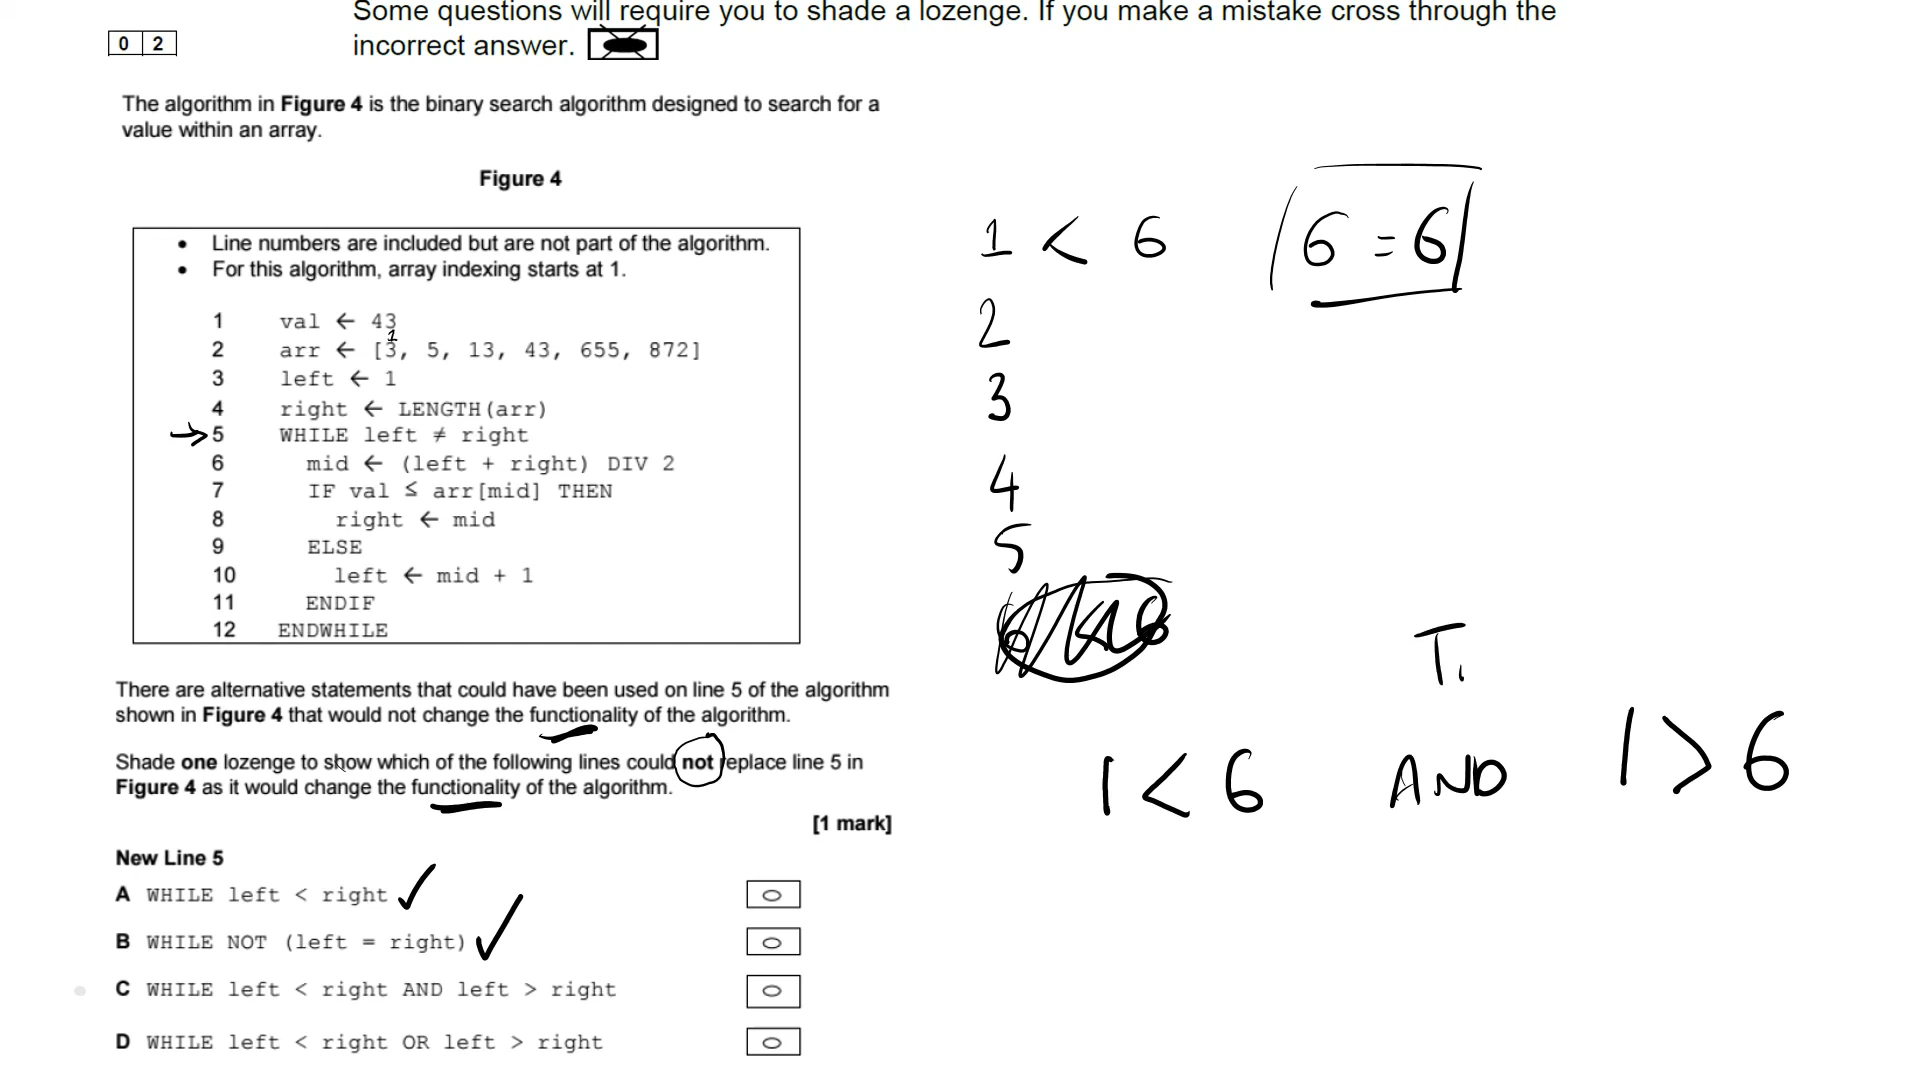 Some questions will require you to shade a lozenge. If you make a mistake cross through the
incorrect answer.
0 2
The algorithm in Figure 4 is the binary search algorithm designed to search for a
value within an array.
Figure 4
• Line numbers are included but are not part of the algorithm.
• For this algorithm, array indexing starts at 1.
1 val ← 43
1
2 arr ← [3, 5, 13, 43, 655, 872]
3 left ← 1
4 right ← LENGTH(arr)
→ 5 WHILE left ≠ right
6 mid ← (left + right) DIV 2
7 IF val ≤ arr[mid] THEN
8 right ← mid
9 ELSE
10 left ← mid + 1
11 ENDIF
12 ENDWHILE
There are alternative statements that could have been used on line 5 of the algorithm
shown in Figure 4 that would not change the functionality of the algorithm.
Shade one lozenge to show which of the following lines could not replace line 5 in
Figure 4 as it would change the functionality of the algorithm.
[1 mark]
New Line 5
A WHILE left < right ✓
B WHILE NOT (left = right) ✓
C WHILE left < right AND left > right
D WHILE left < right OR left > right
1 < 6
6 = 6
2
3
4
5
T
1 < 6 AND 1 > 6